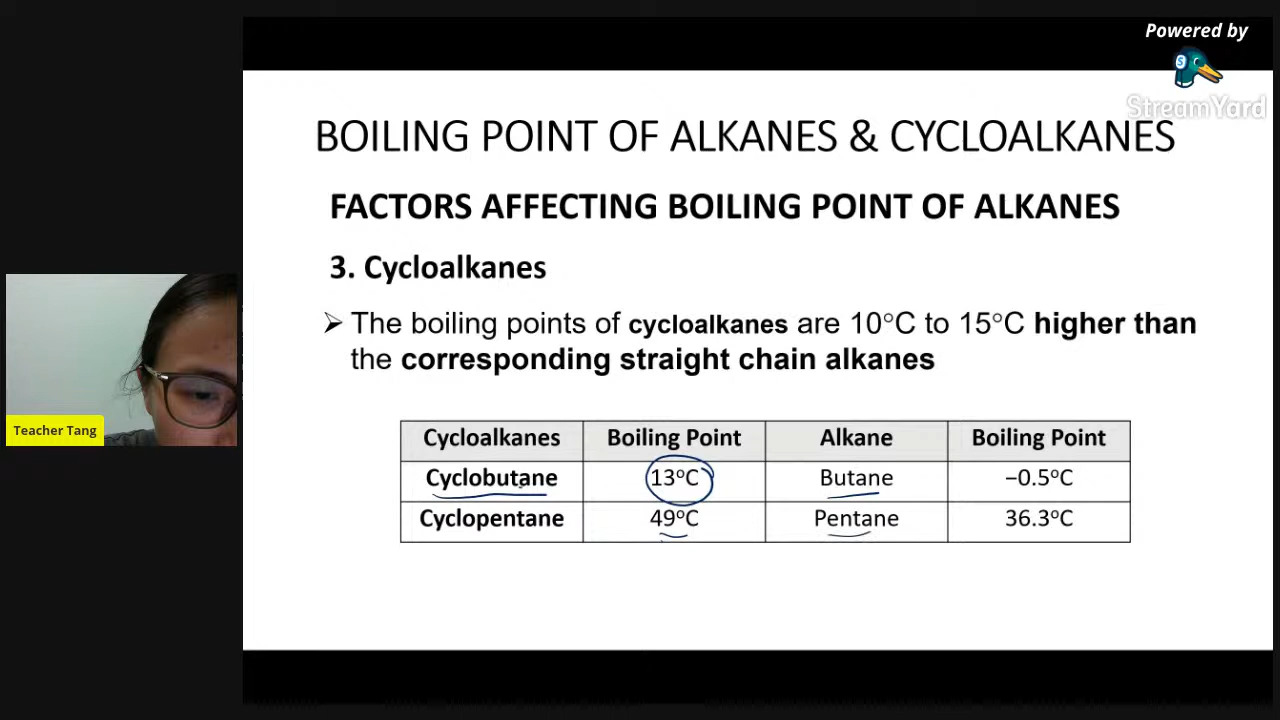 Powered by
StreamYard
BOILING POINT OF ALKANES & CYCLOALKANES
FACTORS AFFECTING BOILING POINT OF ALKANES
3. Cycloalkanes
➢ The boiling points of cycloalkanes are 10°C to 15°C higher than
the corresponding straight chain alkanes
Cycloalkanes Boiling Point Alkane Boiling Point
Cyclobutane 13°C Butane −0.5°C
Cyclopentane 49°C Pentane 36.3°C
Teacher Tang